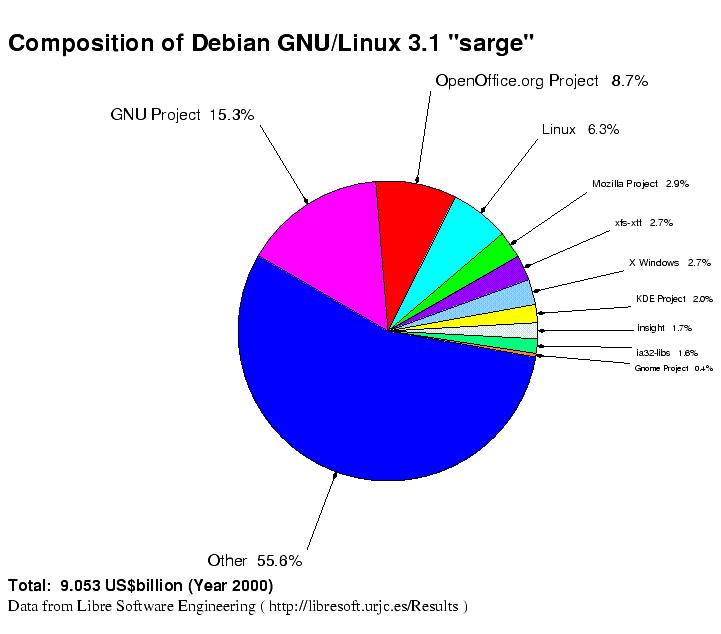 Composition of Debian GNU/Linux 3.1 "sarge"
OpenOffice.org Project 8.7%
GNU Project 15.3%
Linux 6.3%
Mozilla Project 2.9%
xfs-xtt 2.7%
X Windows 2.7%
KDE Project 2.0%
Insight 1.7%
ia32-libs 1.6%
Gnome Project 0.4%
Other 55.6%
Total: 9.053 US$billion (Year 2000)
Data from Libre Software Engineering ( http://libresoft.urjc.es/Results )